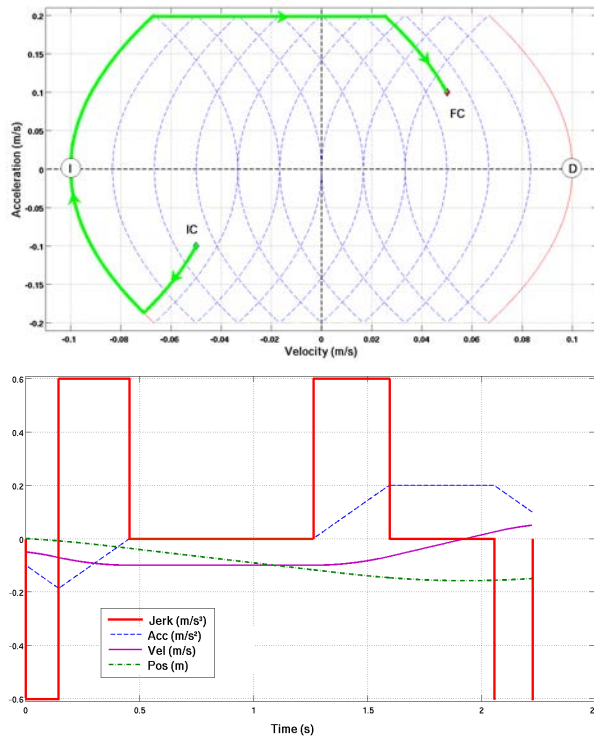 0.2
0.15
0.1
0.05
0
-0.05
-0.1
-0.15
-0.2
Acceleration (m/s)
I
D
IC
FC
-0.1 -0.08 -0.06 -0.04 -0.02 0 0.02 0.04 0.06 0.08 0.1
Velocity (m/s)
0.6
0.4
0.2
0
-0.2
-0.4
-0.6
Jerk (m/s³)
Acc (m/s²)
Vel (m/s)
Pos (m)
0 0.5 1 1.5 2 2.5
Time (s)